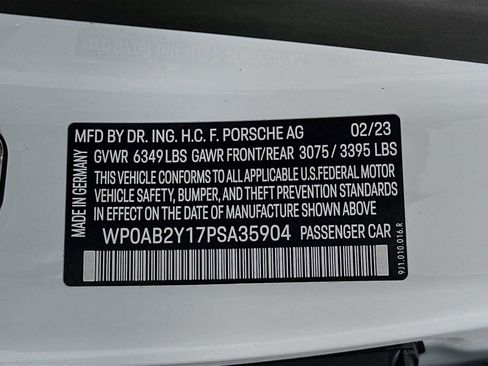 MFD BY DR. ING. H.C. F. PORSCHE AG 02/23
GVWR 6349 LBS GAWR FRONT/REAR 3075 / 3395 LBS
THIS VEHICLE CONFORMS TO ALL APPLICABLE U.S. FEDERAL MOTOR
VEHICLE SAFETY, BUMPER, AND THEFT PREVENTION STANDARDS
IN EFFECT ON THE DATE OF MANUFACTURE SHOWN ABOVE
WP0AB2Y17PSA35904 PASSENGER CAR
MADE IN GERMANY
9J1.010.016.R